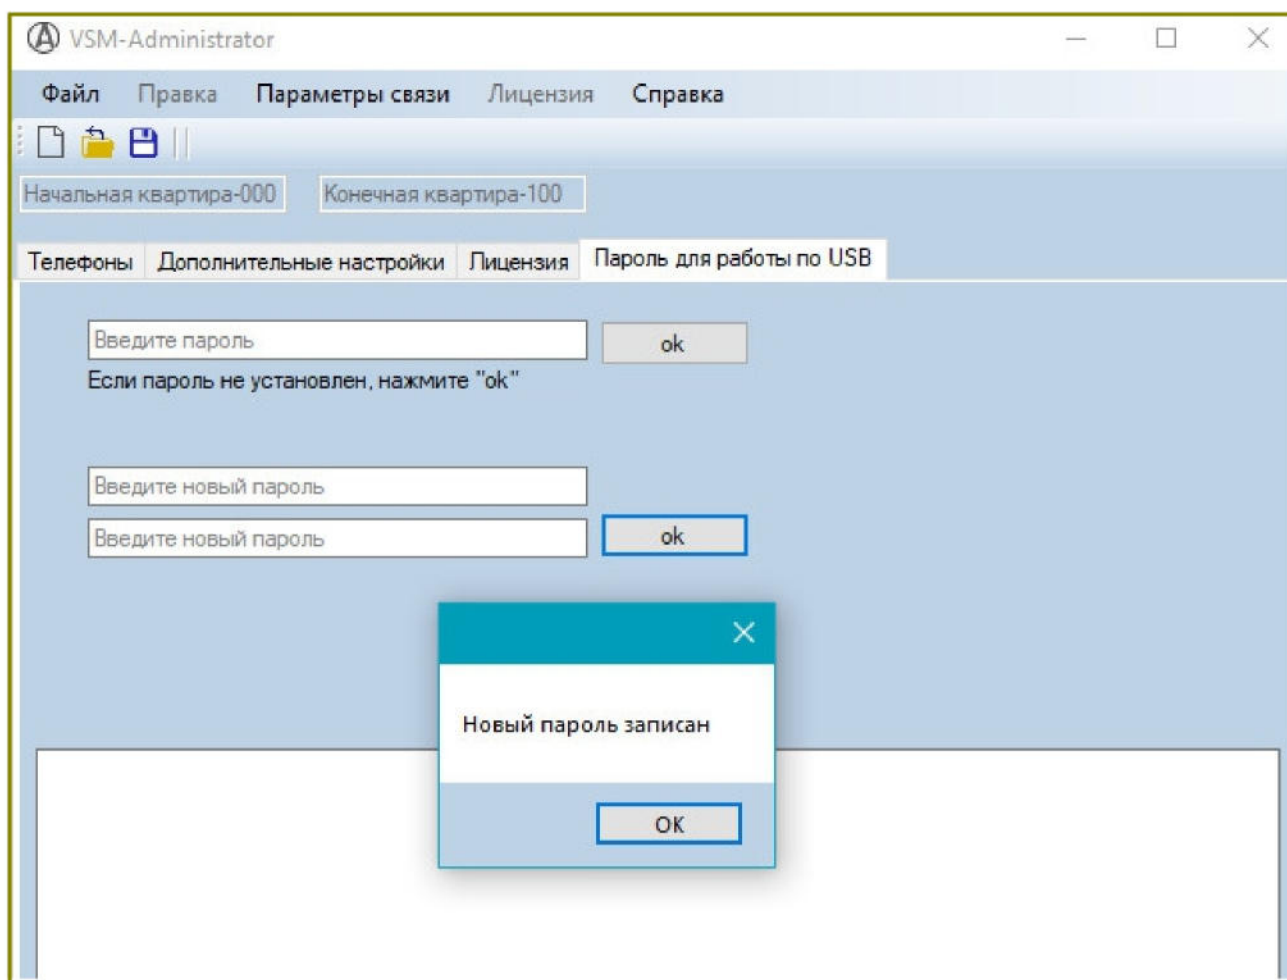 VSM-Administrator
Файл Правка Параметры связи Лицензия Справка
Начальная квартира-000 Конечная квартира-100
Телефоны Дополнительные настройки Лицензия Пароль для работы по USB
Введите пароль ok
Если пароль не установлен, нажмите "ok"
Введите новый пароль
Введите новый пароль ok
Новый пароль записан
OK